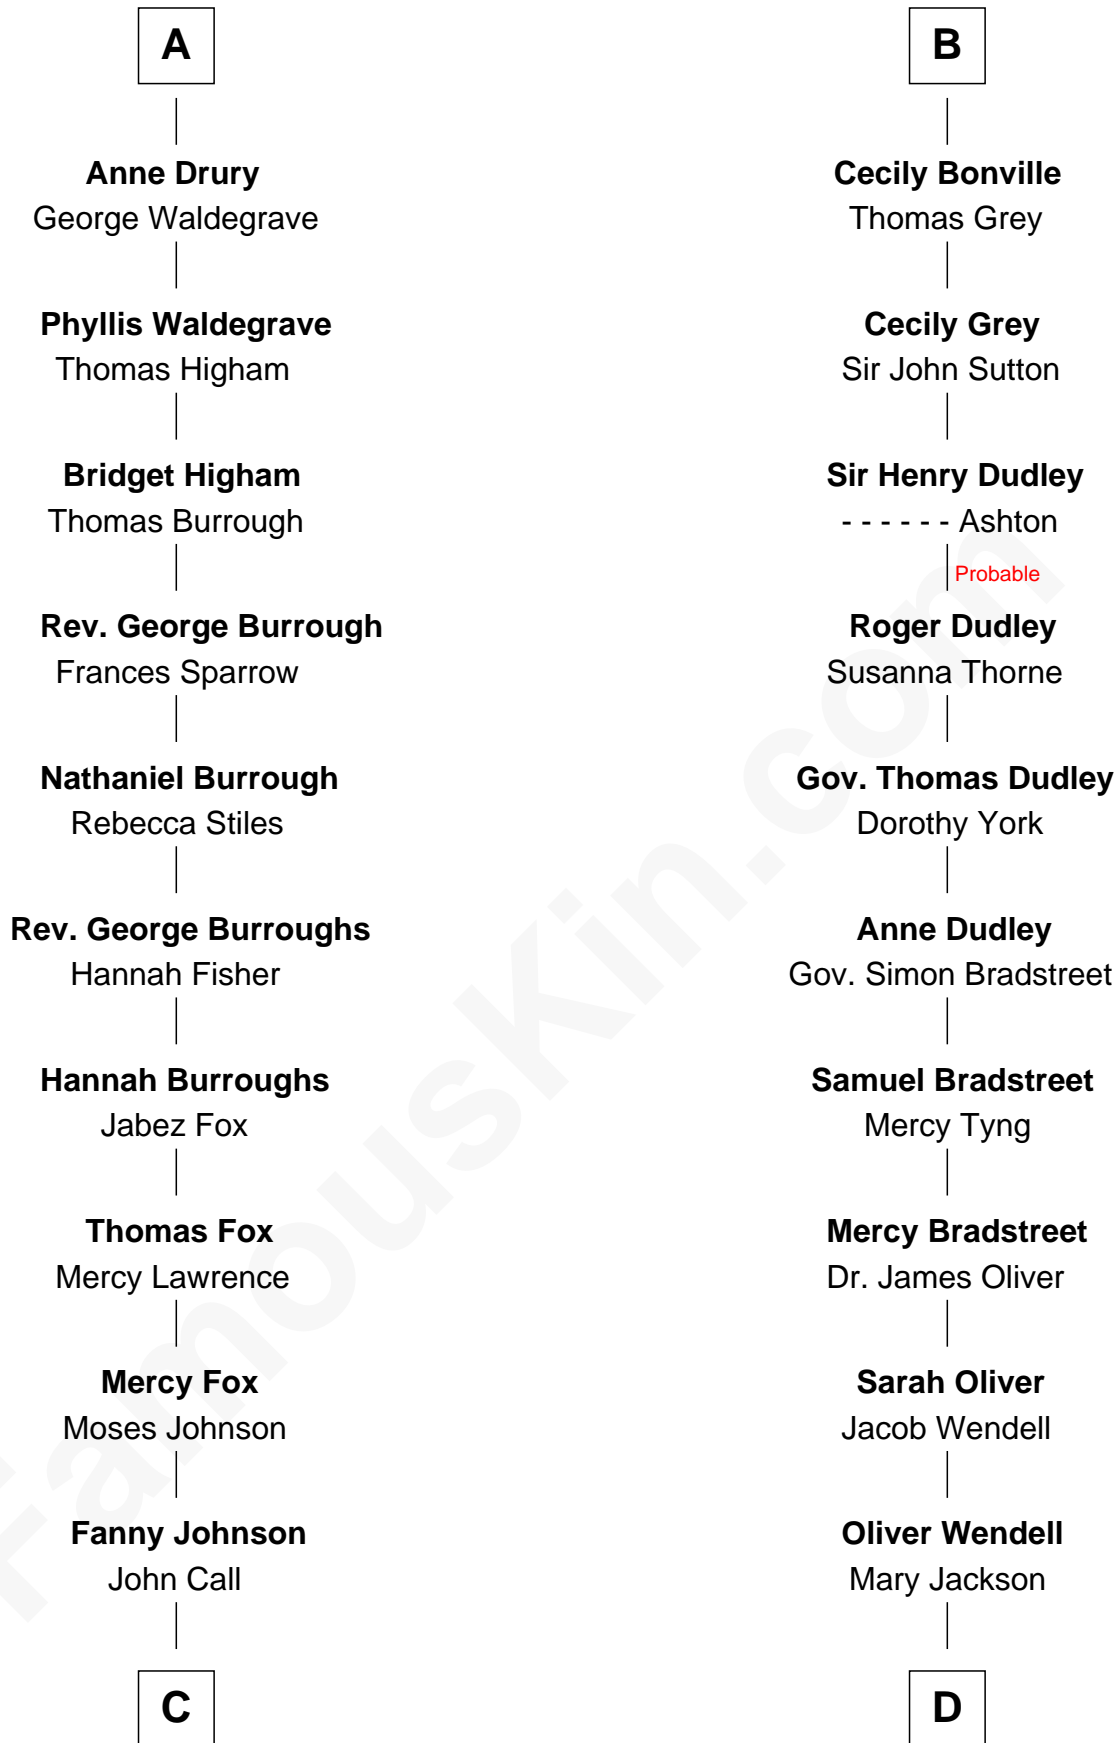 A
Anne Drury
George Waldegrave
Phyllis Waldegrave
Thomas Higham
Bridget Higham
Thomas Burrough
Rev. George Burrough
Frances Sparrow
Nathaniel Burrough
Rebecca Stiles
Rev. George Burroughs
Hannah Fisher
Hannah Burroughs
Jabez Fox
Thomas Fox
Mercy Lawrence
Mercy Fox
Moses Johnson
Fanny Johnson
John Call
C
B
Cecily Bonville
Thomas Grey
Cecily Grey
Sir John Sutton
Sir Henry Dudley
- - - - - - Ashton
Probable
Roger Dudley
Susanna Thorne
Gov. Thomas Dudley
Dorothy York
Anne Dudley
Gov. Simon Bradstreet
Samuel Bradstreet
Mercy Tyng
Mercy Bradstreet
Dr. James Oliver
Sarah Oliver
Jacob Wendell
Oliver Wendell
Mary Jackson
D
FamousKin.com